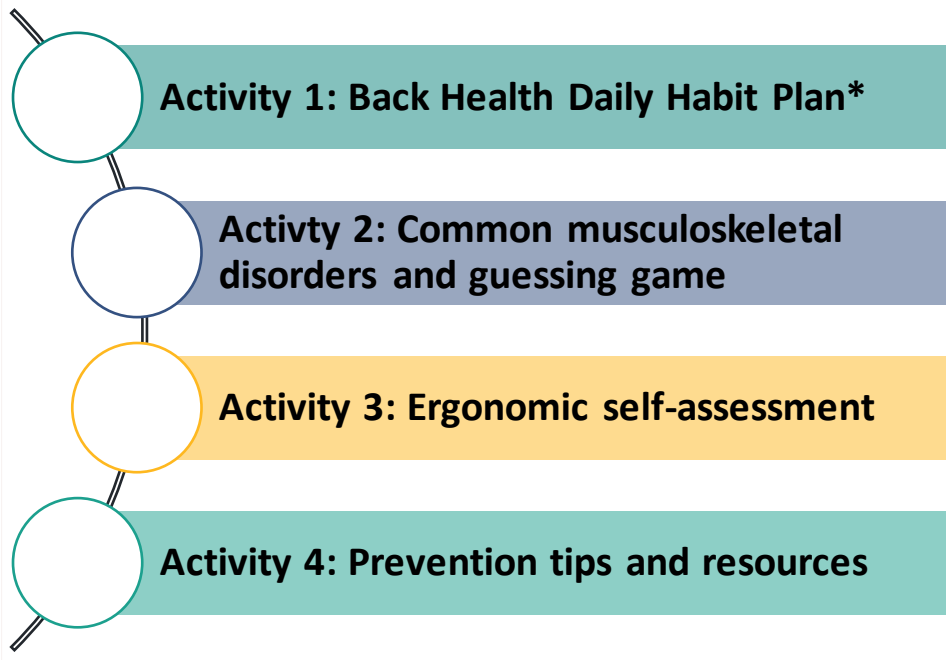 Activity 1: Back Health Daily Habit Plan*
Activty 2: Common musculoskeletal
disorders and guessing game
Activity 3: Ergonomic self-assessment
Activity 4: Prevention tips and resources